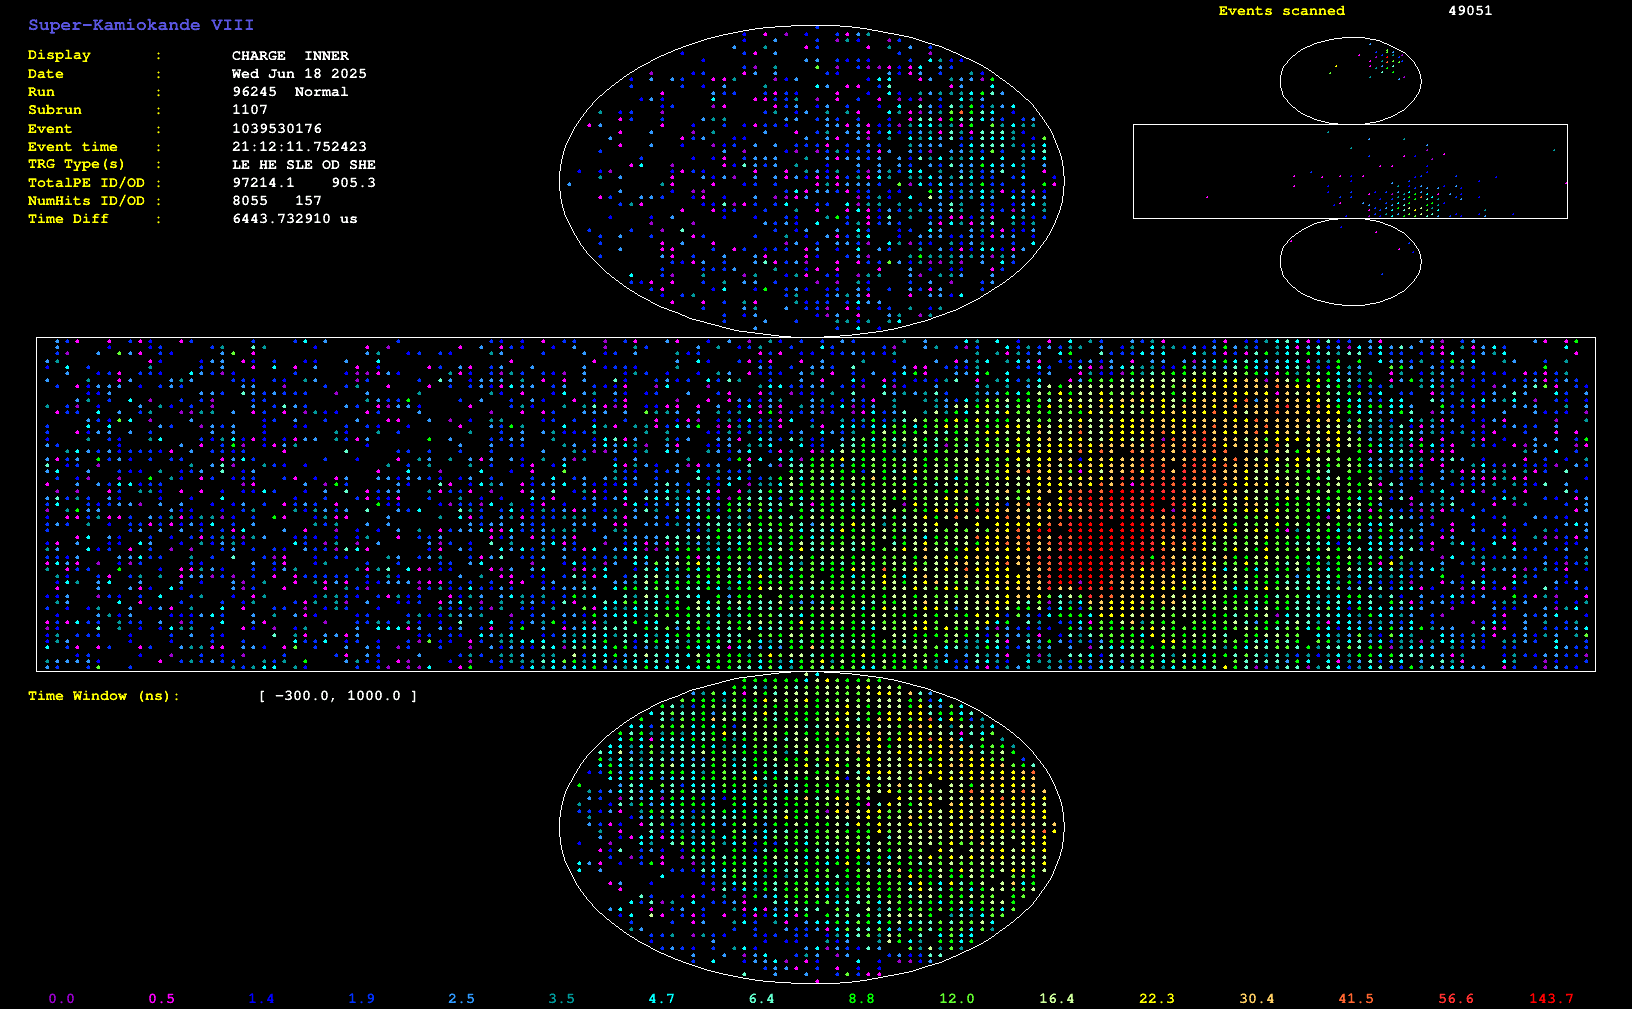 Super-Kamiokande VIII
Events scanned 49051
Display : CHARGE INNER
Date : Wed Jun 18 2025
Run : 96245 Normal
Subrun : 1107
Event : 1039530176
Event time : 21:12:11.752423
TRG Type(s) : LE HE SLE OD SHE
TotalPE ID/OD : 97214.1 905.3
NumHits ID/OD : 8055 157
Time Diff : 6443.732910 us
Time Window (ns): [ -300.0, 1000.0 ]
0.0 0.5 1.4 1.9 2.5 3.5 4.7 6.4 8.8 12.0 16.4 22.3 30.4 41.5 56.6 143.7